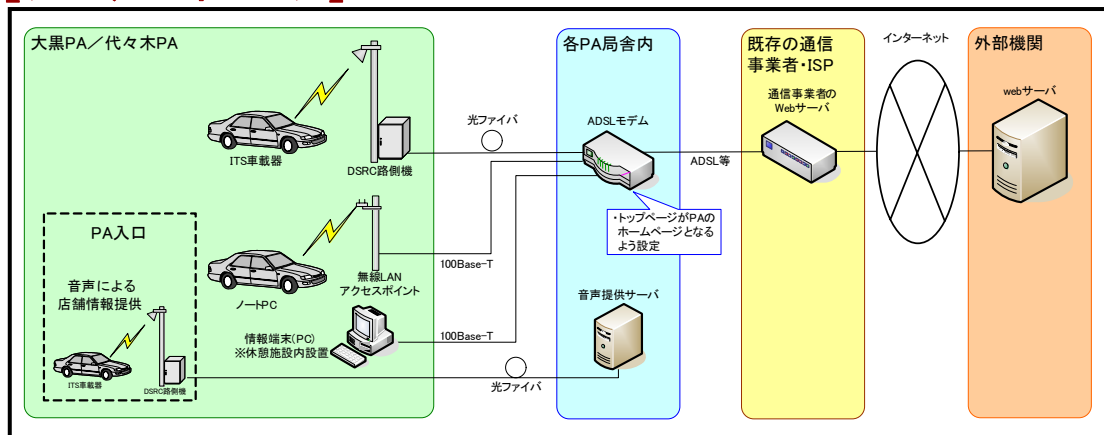 大黒PA／代々木PA
ITS車載器
DSRC路側機
PA入口
音声による
店舗情報提供
ITS車載器
DSRC路側機
ノートPC
無線LAN
アクセスポイント
情報端末(PC)
※休憩施設内設置
光ファイバ
100Base-T
100Base-T
光ファイバ
各PA局舎内
ADSLモデム
・トップページがPAの
ホームページとなる
よう設定
音声提供サーバ
ADSL等
既存の通信
事業者・ISP
通信事業者の
Webサーバ
インターネット
外部機関
webサーバ